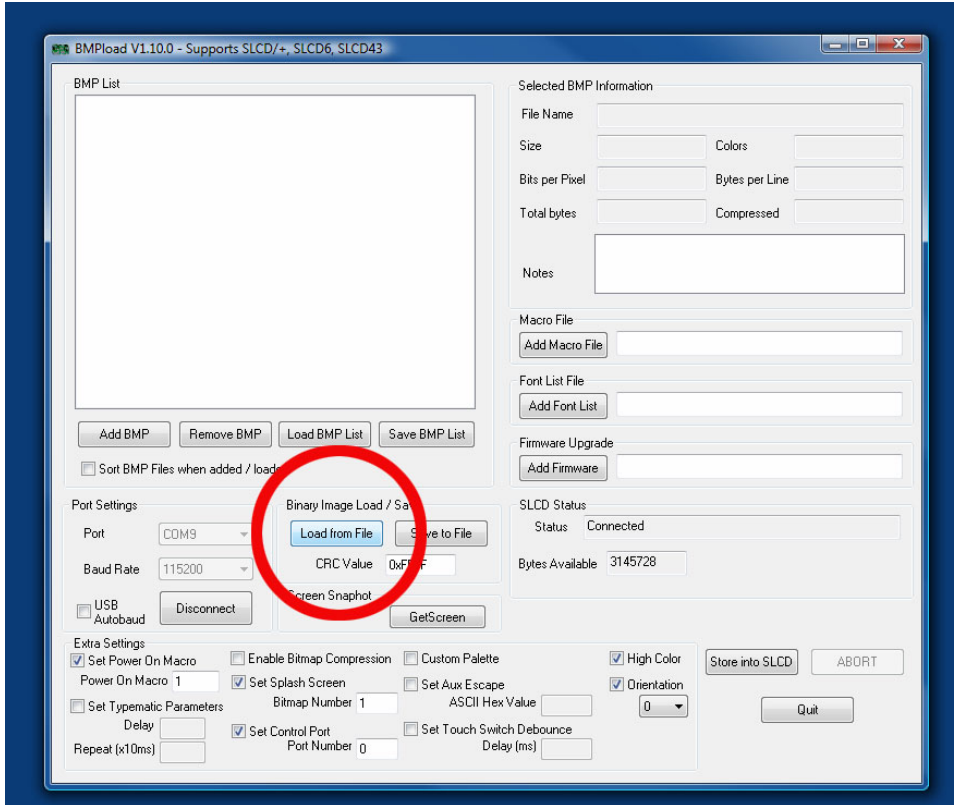 BMPload V1.10.0 - Supports SLCD/+, SLCD6, SLCD43
BMP List
Add BMP Remove BMP Load BMP List Save BMP List
Sort BMP Files when added /
Selected BMP Information
File Name
Size Colors
Bits per Pixel Bytes per Line
Total bytes Compressed
Notes
Macro File
Add Macro File
Font List File
Add Font List
Firmware Upgrade
Add Firmware
Port Settings
Port COM9
Baud Rate 115200
USB
Autobaud
Disconnect
Binary Image Load /
Load from File to File
CRC Value
Screen Snaphot
GetScreen
SLCD Status
Status Connected
Bytes Available 3145728
Extra Settings
Set Power On Macro
Power On Macro 1
Set Typematic Parameters
Delay
Repeat (x10ms)
Enable Bitmap Compression
Set Splash Screen
Bitmap Number 1
Set Control Port
Port Number 0
Custom Palette
Set Aux Escape
ASCII Hex Value
Set Touch Switch Debounce
Delay (ms)
High Color
Orientation
0
Store into SLCD ABORT
Quit